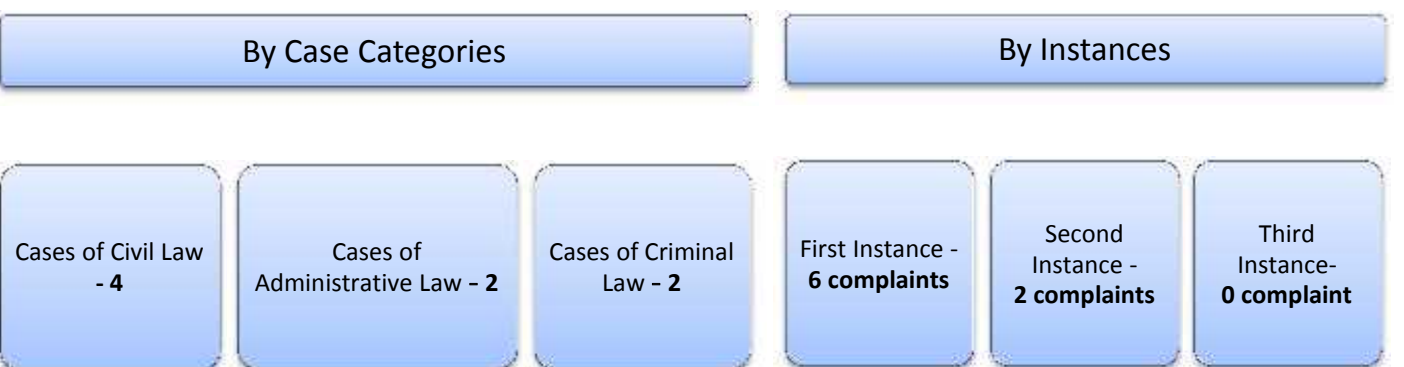 By Case Categories
By Instances
Cases of Civil Law
- 4
Cases of
Administrative Law - 2
Cases of Criminal
Law - 2
First Instance -
6 complaints
Second
Instance -
2 complaints
Third
Instance-
0 complaint